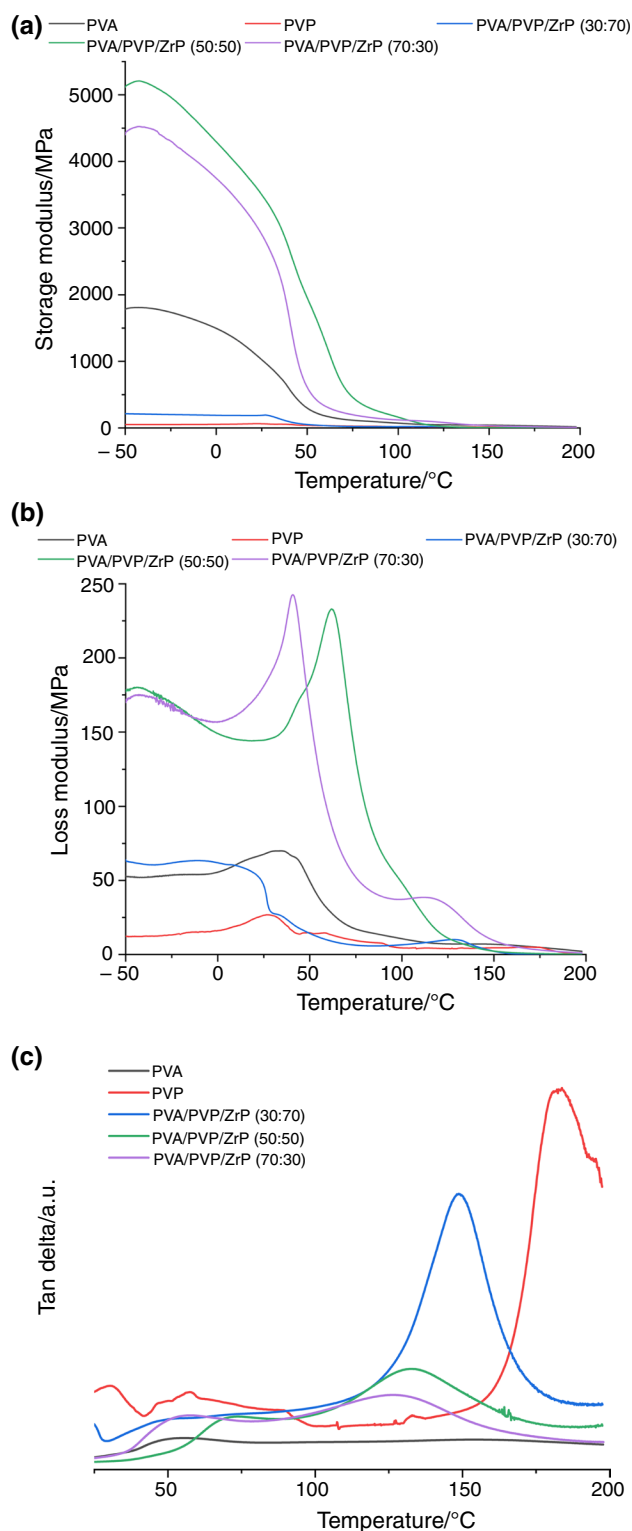 (a)
PVA PVP PVA/PVP/ZrP (30:70)
PVA/PVP/ZrP (50:50) PVA/PVP/ZrP (70:30)
Storage modulus/MPa
5000
4000
3000
2000
1000
0
– 50 0 50 100 150 200
Temperature/°C
(b)
PVA PVP PVA/PVP/ZrP (30:70)
PVA/PVP/ZrP (50:50) PVA/PVP/ZrP (70:30)
Loss modulus/MPa
250
200
150
100
50
0
– 50 0 50 100 150 200
Temperature/°C
(c)
PVA
PVP
PVA/PVP/ZrP (30:70)
PVA/PVP/ZrP (50:50)
PVA/PVP/ZrP (70:30)
Tan delta/a.u.
50 100 150 200
Temperature/°C